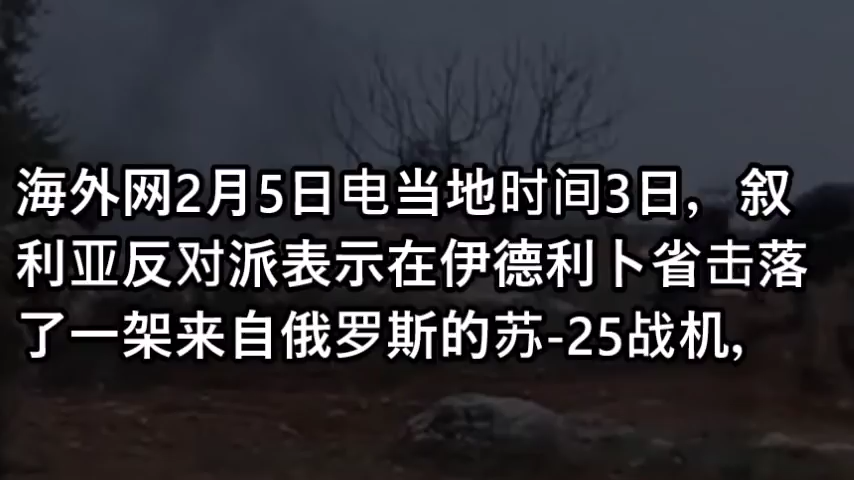 海外网2月5日电当地时间3日，叙
利亚反对派表示在伊德利卜省击落
了一架来自俄罗斯的苏-25战机,